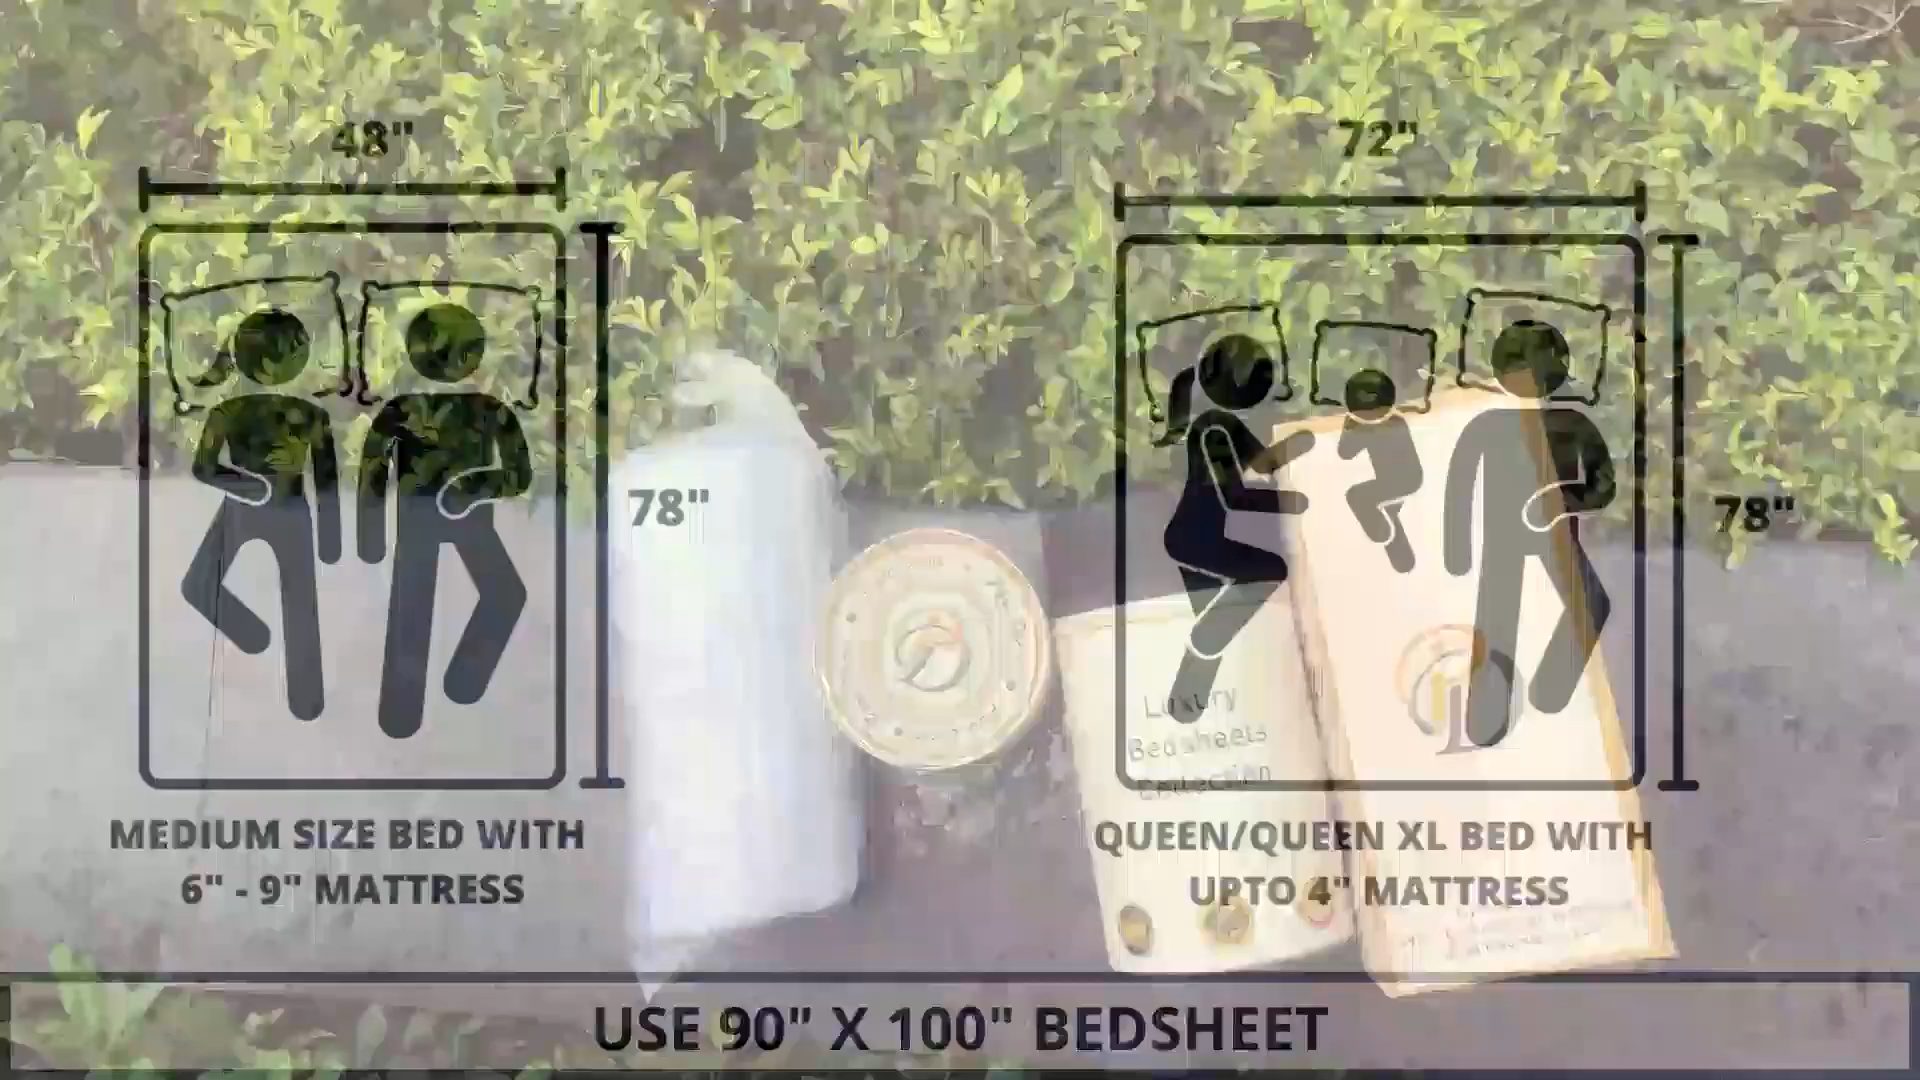 48"
72"
78"
78"
Luxury
Bedsheets
Collection
MEDIUM SIZE BED WITH
6" - 9" MATTRESS
QUEEN/QUEEN XL BED WITH
UPTO 4" MATTRESS
USE 90" X 100" BEDSHEET